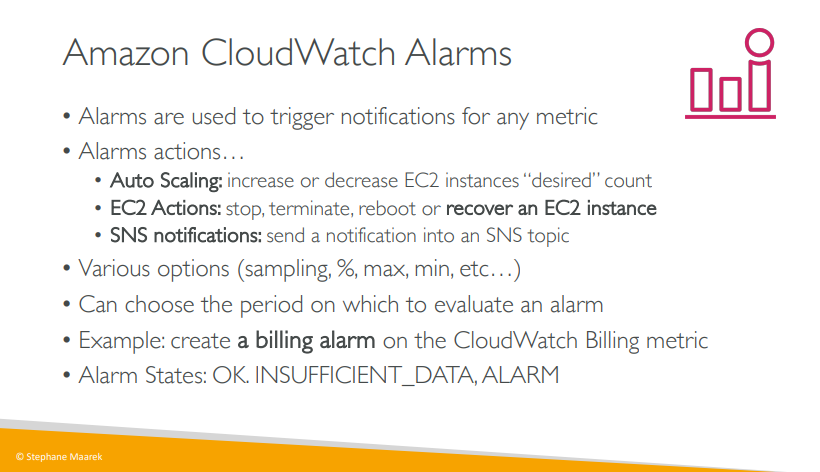 Amazon CloudWatch Alarms
• Alarms are used to trigger notifications for any metric
• Alarms actions…
• Auto Scaling: increase or decrease EC2 instances “desired” count
• EC2 Actions: stop, terminate, reboot or recover an EC2 instance
• SNS notifications: send a notification into an SNS topic
• Various options (sampling, %, max, min, etc…)
• Can choose the period on which to evaluate an alarm
• Example: create a billing alarm on the CloudWatch Billing metric
• Alarm States: OK. INSUFFICIENT_DATA, ALARM
© Stephane Maarek